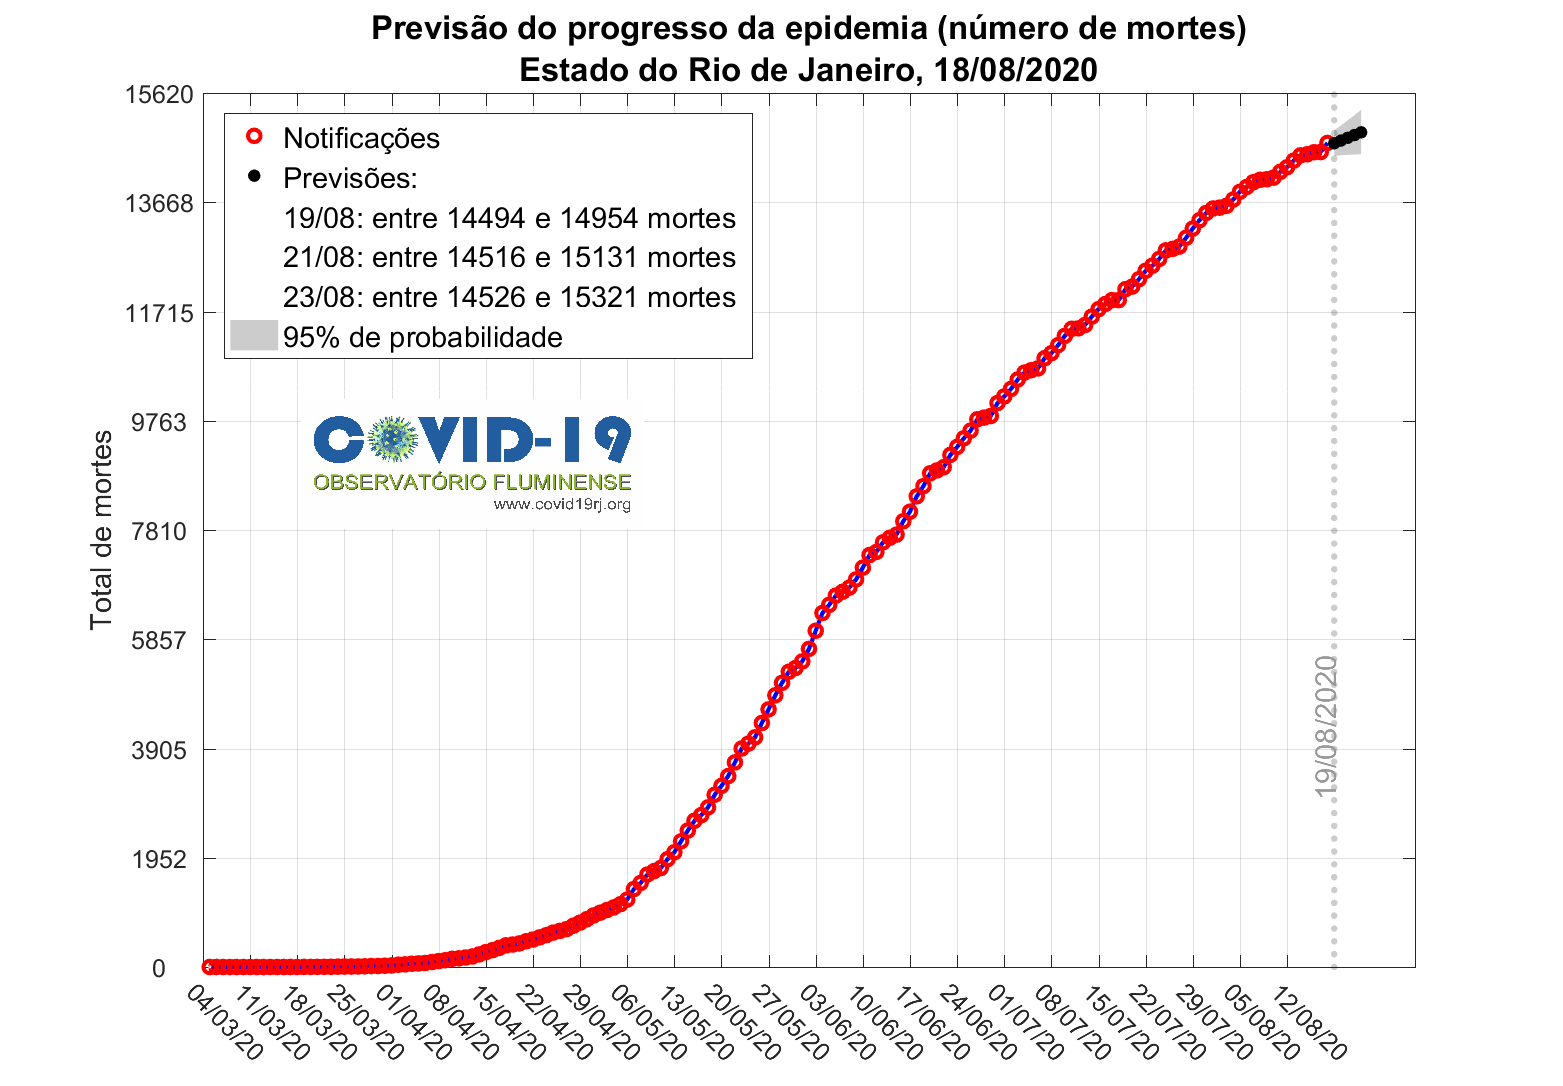 Previsão do progresso da epidemia (número de mortes)
Estado do Rio de Janeiro, 18/08/2020
Notificações
Previsões:
19/08: entre 14494 e 14954 mortes
21/08: entre 14516 e 15131 mortes
23/08: entre 14526 e 15321 mortes
95% de probabilidade
COVID-19
OBSERVATÓRIO FLUMINENSE
www.covid19rj.org
Total de mortes
15620
13668
11715
9763
7810
5857
3905
1952
0
19/08/2020
04/03/20
11/03/20
18/03/20
25/03/20
01/04/20
08/04/20
15/04/20
22/04/20
29/04/20
06/05/20
13/05/20
20/05/20
27/05/20
03/06/20
10/06/20
17/06/20
24/06/20
01/07/20
08/07/20
15/07/20
22/07/20
29/07/20
05/08/20
12/08/20